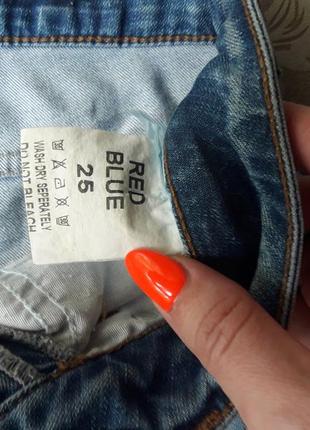 RED
BLUE
25
WASH DRY SEPERATELY
DO NOT BLEACH